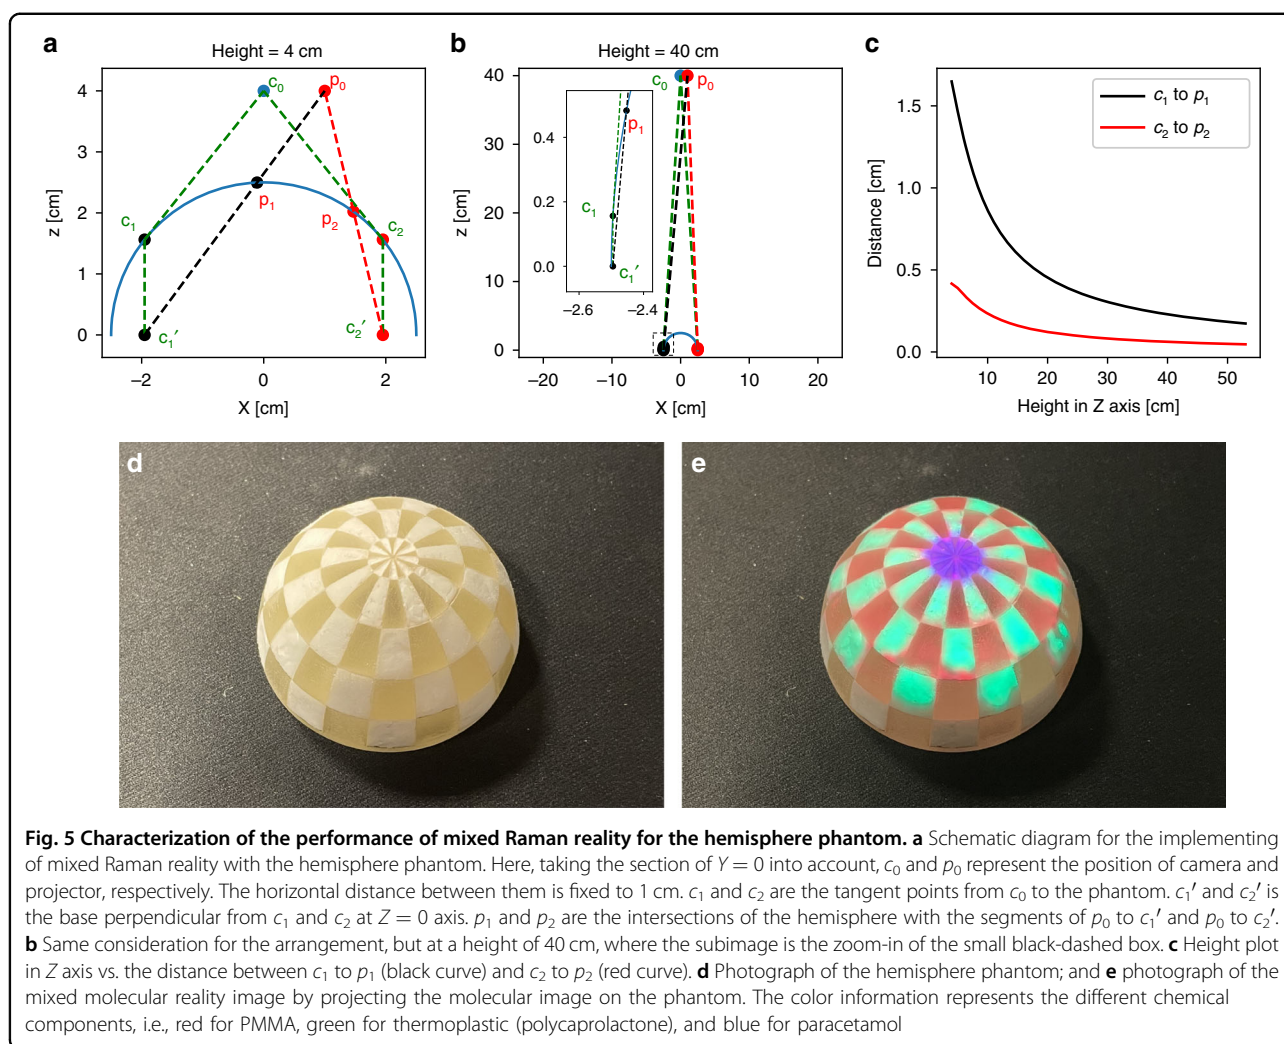 a
Height = 4 cm
z [cm]
4
3
2
1
0
−2
0
2
X [cm]
c0
p0
c1
p1
p2
c2
c1′
c2′
b
Height = 40 cm
z [cm]
40
30
20
10
0
−20
−10
0
10
20
X [cm]
c0
p0
0.4
0.2
0.0
−2.6
−2.4
p1
c1
c1′
c
Distance [cm]
1.5
1.0
0.5
0.0
10
20
30
40
50
Height in Z axis [cm]
c1 to p1
c2 to p2
d
e
Fig. 5 Characterization of the performance of mixed Raman reality for the hemisphere phantom. a Schematic diagram for the implementing
of mixed Raman reality with the hemisphere phantom. Here, taking the section of Y = 0 into account, c0 and p0 represent the position of camera and
projector, respectively. The horizontal distance between them is fixed to 1 cm. c1 and c2 are the tangent points from c0 to the phantom. c1′ and c2′ is
the base perpendicular from c1 and c2 at Z = 0 axis. p1 and p2 are the intersections of the hemisphere with the segments of p0 to c1′ and p0 to c2′.
b Same consideration for the arrangement, but at a height of 40 cm, where the subimage is the zoom-in of the small black-dashed box. c Height plot
in Z axis vs. the distance between c1 to p1 (black curve) and c2 to p2 (red curve). d Photograph of the hemisphere phantom; and e photograph of the
mixed molecular reality image by projecting the molecular image on the phantom. The color information represents the different chemical
components, i.e., red for PMMA, green for thermoplastic (polycaprolactone), and blue for paracetamol